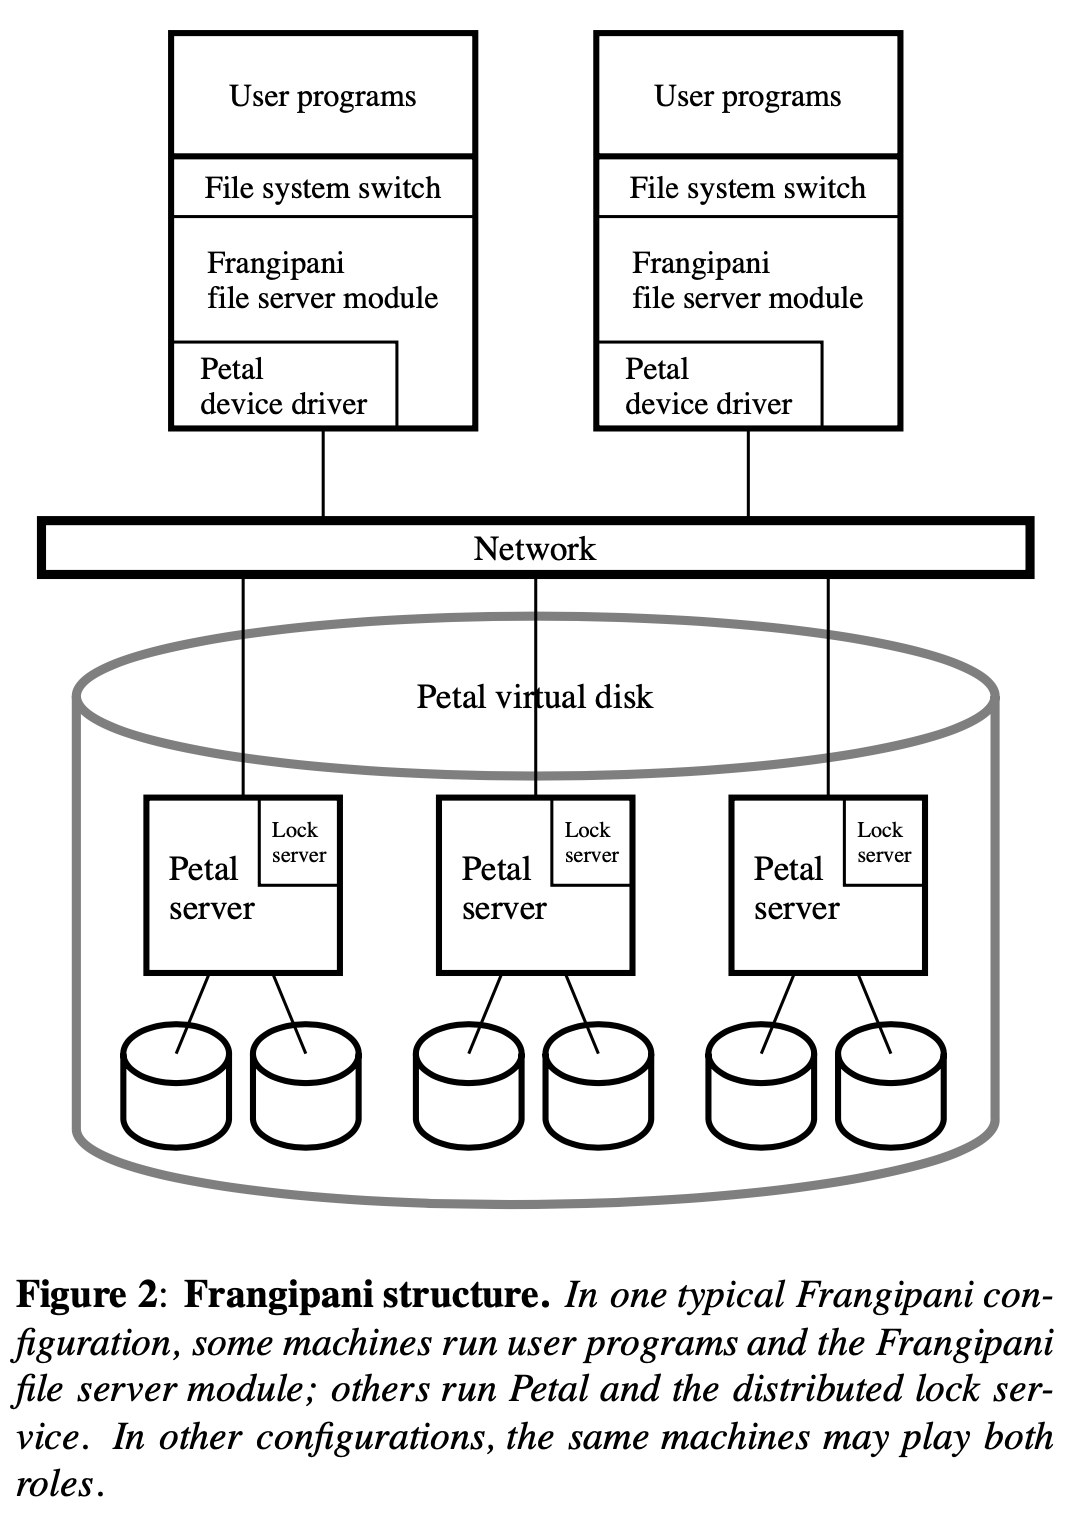 User programs
File system switch
Frangipani
file server module
Petal
device driver
User programs
File system switch
Frangipani
file server module
Petal
device driver
Network
Petal virtual disk
Petal
server
Lock
server
Petal
server
Lock
server
Petal
server
Lock
server
Figure 2: Frangipani structure. In one typical Frangipani con-
figuration, some machines run user programs and the Frangipani
file server module; others run Petal and the distributed lock ser-
vice. In other configurations, the same machines may play both
roles.